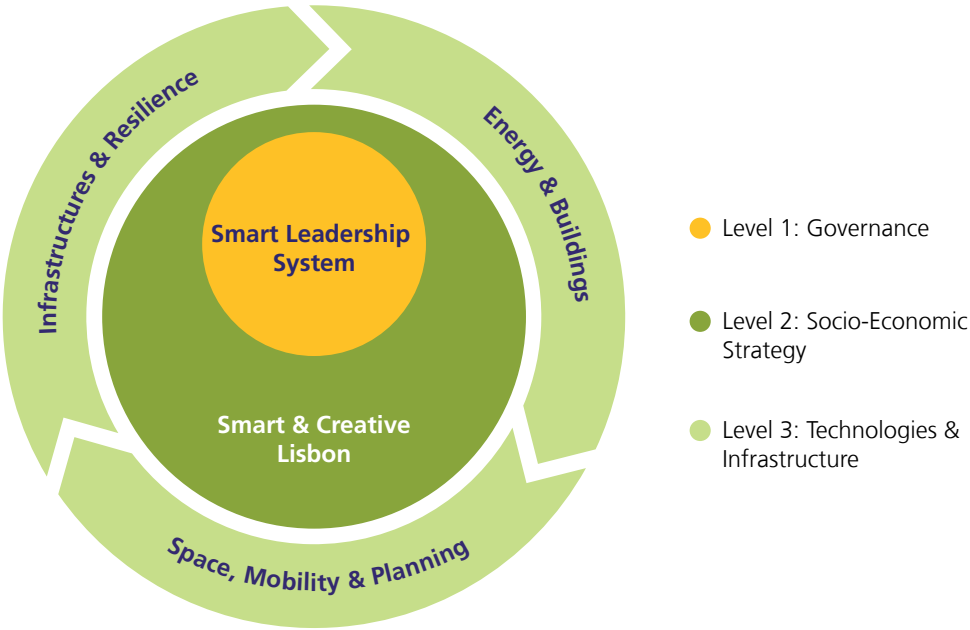 Infrastructures & Resilience
Energy & Buildings
Smart Leadership
System
Smart & Creative
Lisbon
Space, Mobility & Planning
Level 1: Governance
Level 2: Socio-Economic
Strategy
Level 3: Technologies &
Infrastructure